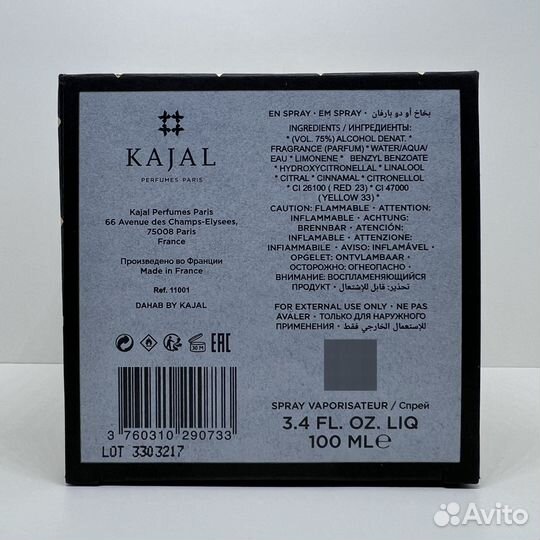 KAJAL
PERFUMES PARIS
Kajal Perfumes Paris
66 Avenue des Champs-Elysees,
75008 Paris
France
Произведено во Франции
Made in France
Ref. 11001
DAHAB BY KAJAL
30 M
EAC
3 760310 290733
LOT 3303217
EN SPRAY • EM SPRAY • بخاخ أو دو بارفان
INGREDIENTS / ИНГРЕДИЕНТЫ:
* (VOL. 75%) ALCOHOL DENAT. *
FRAGRANCE (PARFUM) * WATER/AQUA/
EAU * LIMONENE * BENZYL BENZOATE
* HYDROXYCITRONELLAL * LINALOOL
* CITRAL * CINNAMAL * CITRONELLOL
* CI 26100 ( RED 23) * CI 47000
(YELLOW 33) *
CAUTION: FLAMMABLE • ATTENTION:
INFLAMMABLE • ACHTUNG:
BRENNBAR • ATENCIÓN:
INFLAMABLE • ATTENZIONE:
INFIAMMABILE • AVISO: INFLAMÁVEL •
OPGELET: ONTVLAMBAAR •
ОСТОРОЖНО: ОГНЕОПАСНО •
ВНИМАНИЕ: ВОСПЛАМЕНЯЮЩИЙСЯ
ПРОДУКТ • تحذير: قابل للإشتعال
FOR EXTERNAL USE ONLY • NE PAS
AVALER • ТОЛЬКО ДЛЯ НАРУЖНОГО
ПРИМЕНЕНИЯ • للإستعمال الخارجي فقط
SPRAY VAPORISATEUR / Спрей
3.4 FL. OZ. LIQ
100 ML℮
Avito